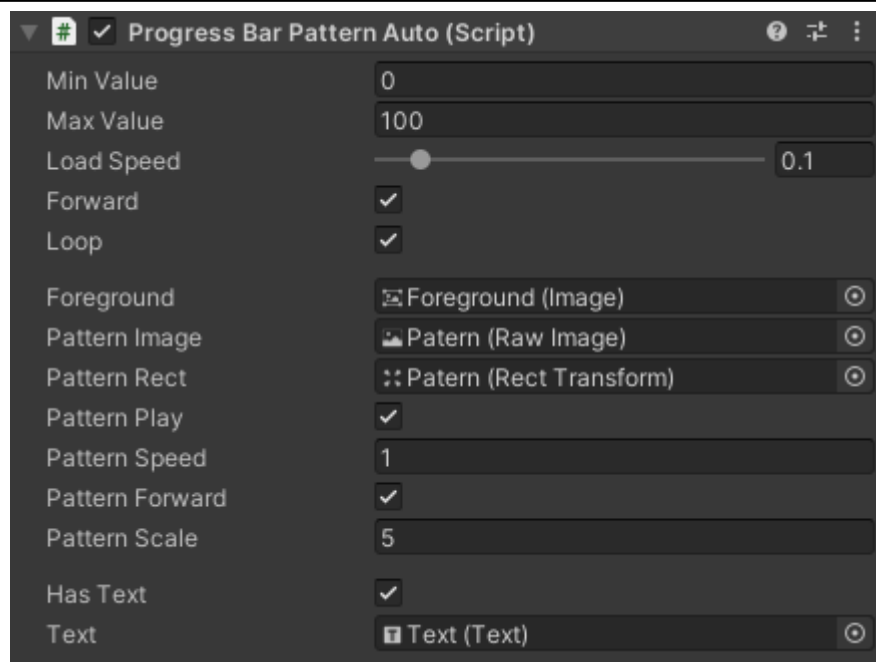 Progress Bar Pattern Auto (Script)
Min Value 0
Max Value 100
Load Speed 0.1
Forward
Loop
Foreground Foreground (Image)
Pattern Image Patern (Raw Image)
Pattern Rect Patern (Rect Transform)
Pattern Play
Pattern Speed 1
Pattern Forward
Pattern Scale 5
Has Text
Text Text (Text)